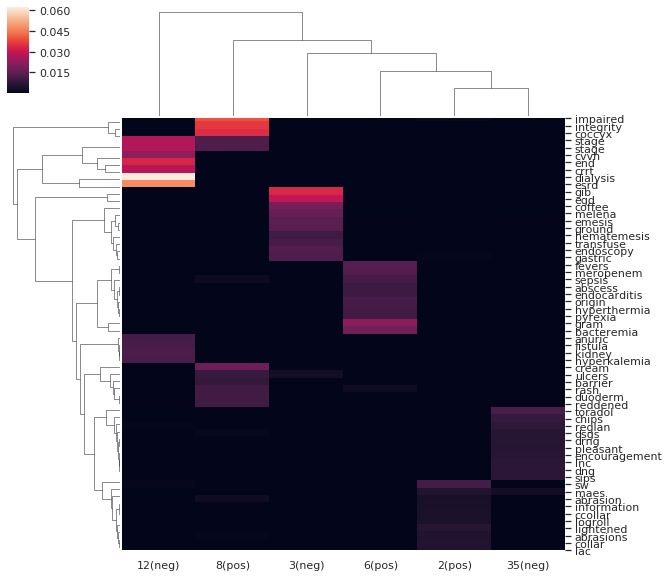 0.060
0.045
0.030
0.015
impaired
integrity
coccyx
stage
stage
cvvh
end
crrt
dialysis
esrd
gib
egd
coffee
melena
emesis
ground
hematemesis
transfuse
endoscopy
gastric
fevers
meropenem
sepsis
abscess
endocarditis
origin
hyperthermia
pyrexia
gram
bacteremia
anuric
fistula
kidney
hyperkalemia
cream
ulcers
barrier
rash
duoderm
reddened
toradol
chips
reglan
dsgs
drng
pleasant
encouragement
inc
dng
sips
sw
maes
abrasion
information
ccollar
logroll
lightened
abrasions
collar
lac
12(neg)
8(pos)
3(neg)
6(pos)
2(pos)
35(neg)